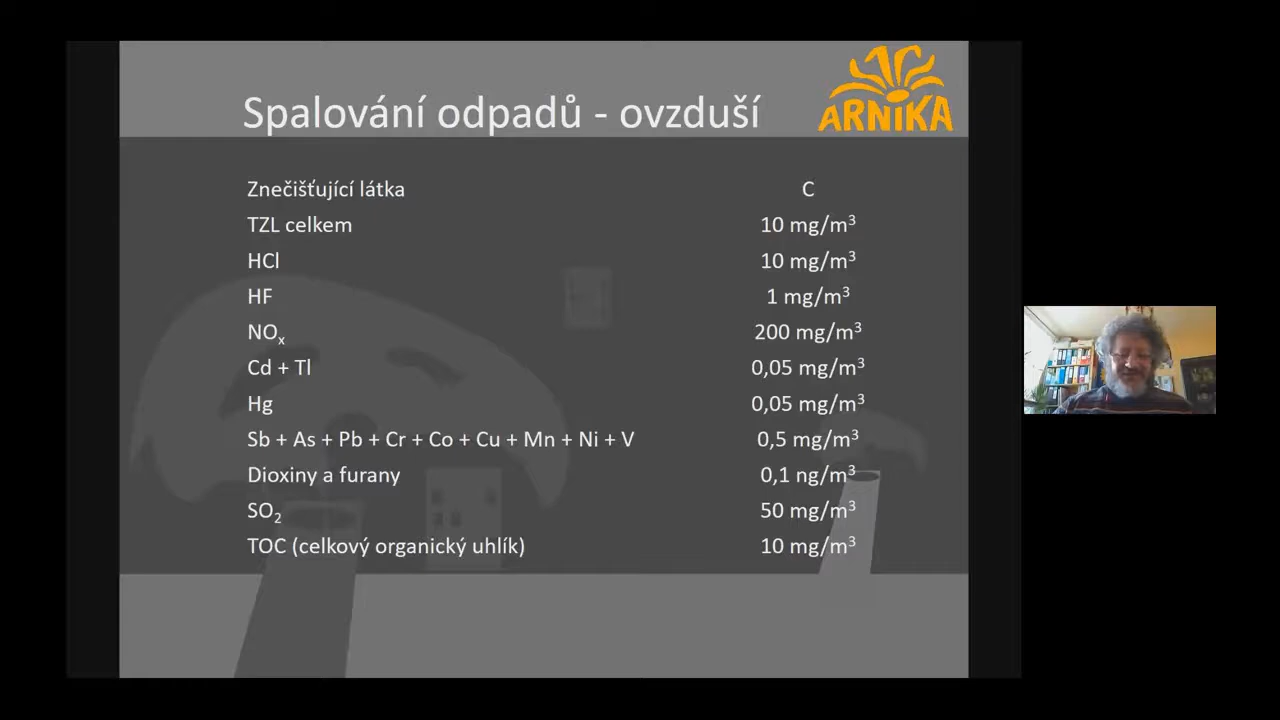 Spalování odpadů - ovzduší
ARNIKA
Znečišťující látka C
TZL celkem 10 mg/m³
HCl 10 mg/m³
HF 1 mg/m³
NOₓ 200 mg/m³
Cd + Tl 0,05 mg/m³
Hg 0,05 mg/m³
Sb + As + Pb + Cr + Co + Cu + Mn + Ni + V 0,5 mg/m³
Dioxiny a furany 0,1 ng/m³
SO₂ 50 mg/m³
TOC (celkový organický uhlík) 10 mg/m³